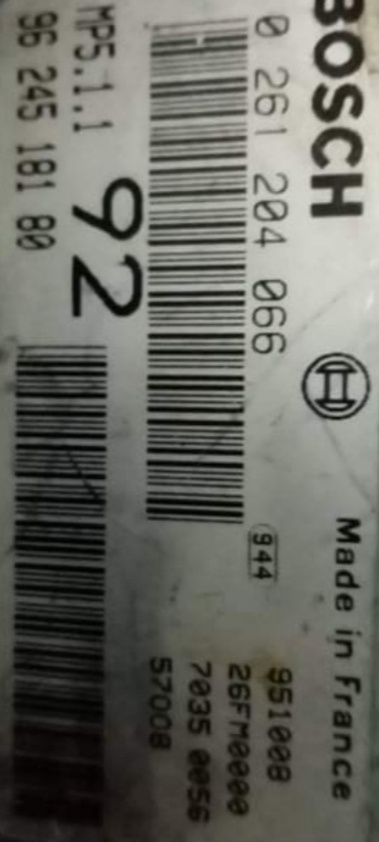 BOSCH
Made in France
0 261 204 066
944
951008
26FM0000
7035 0056
57008
MP5.1.1
92
96 245 181 80